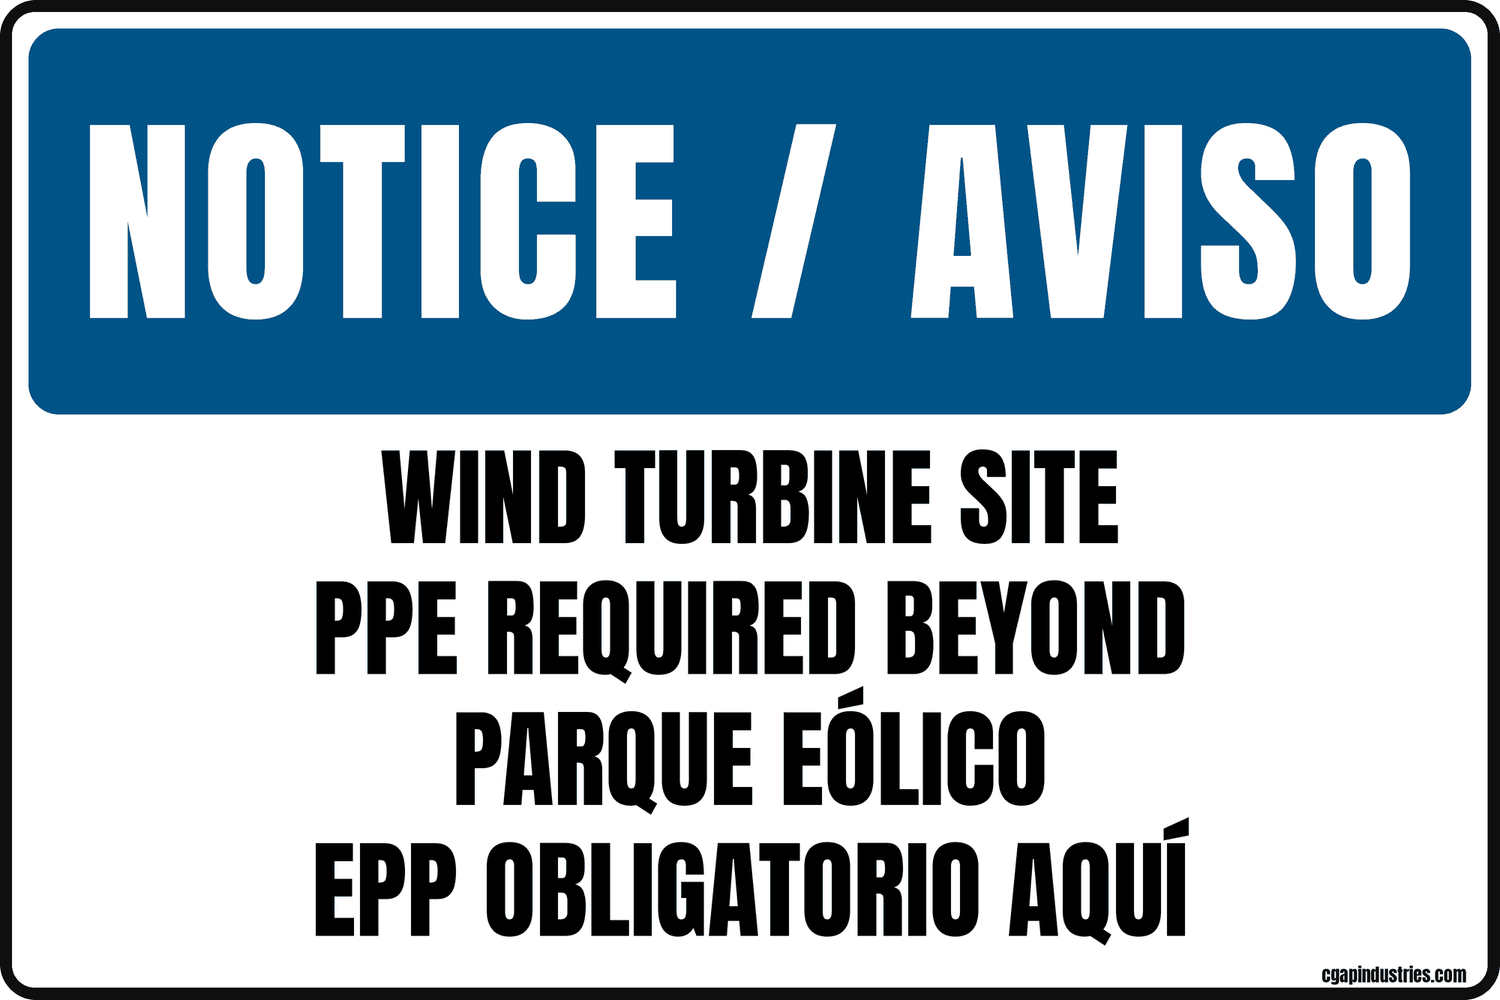 NOTICE / AVISO
WIND TURBINE SITE
PPE REQUIRED BEYOND
PARQUE EÓLICO
EPP OBLIGATORIO AQUÍ
cgapindustries.com